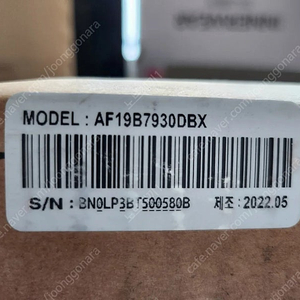 MODEL : AF19B7930DBX
S/N : BN0LP3BT500580B 제조 : 2022.05